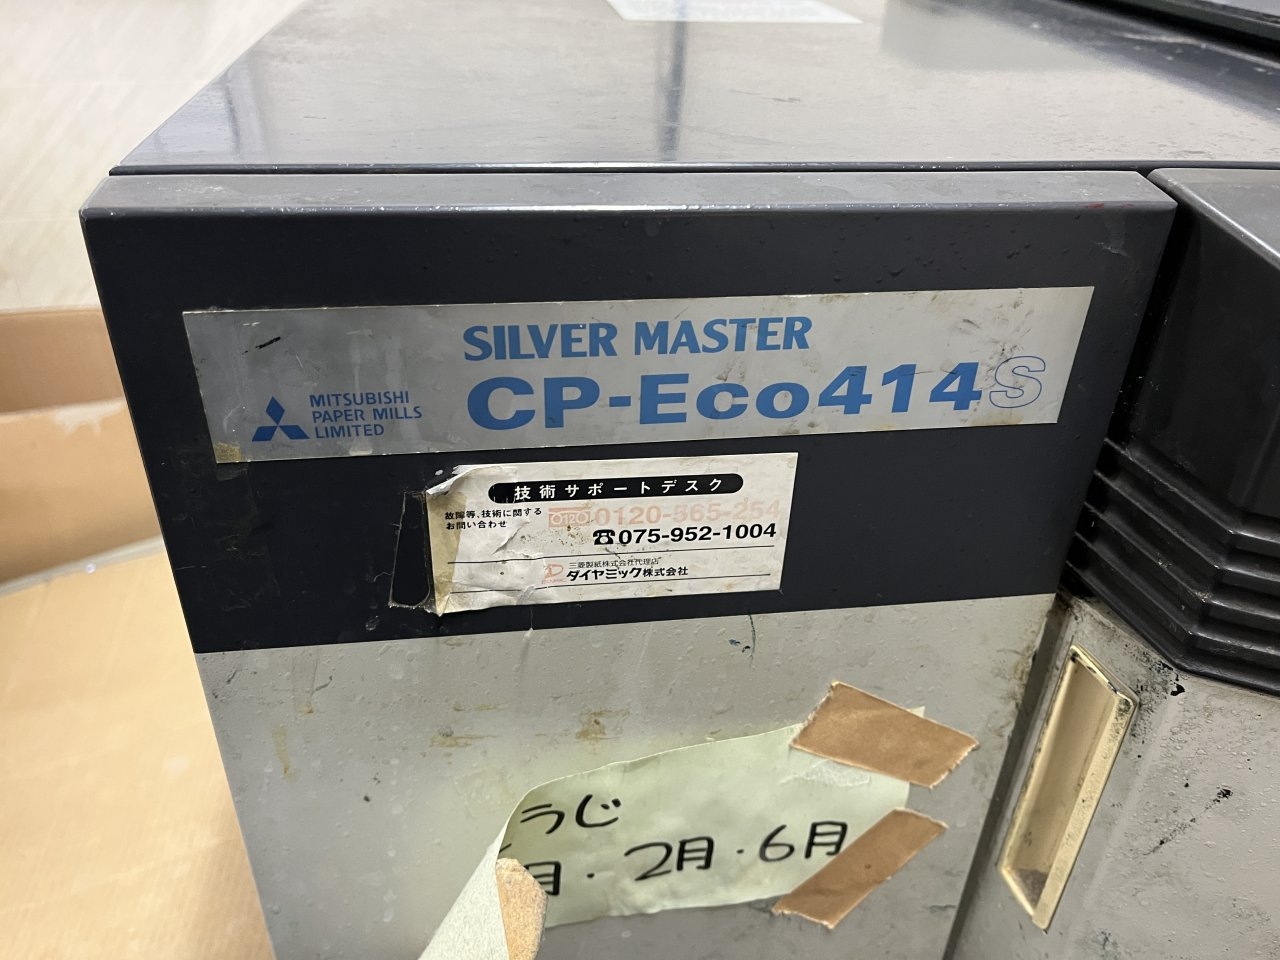 SILVER MASTER
CP-Eco414S
MITSUBISHI
PAPER MILLS
LIMITED
技術サポートデスク
故障等、技術に関する
お問い合わせ
0120-565-254
☎075-952-1004
三菱製紙株式会社代理店
ダイヤミック株式会社
うじ
月・2月・6月